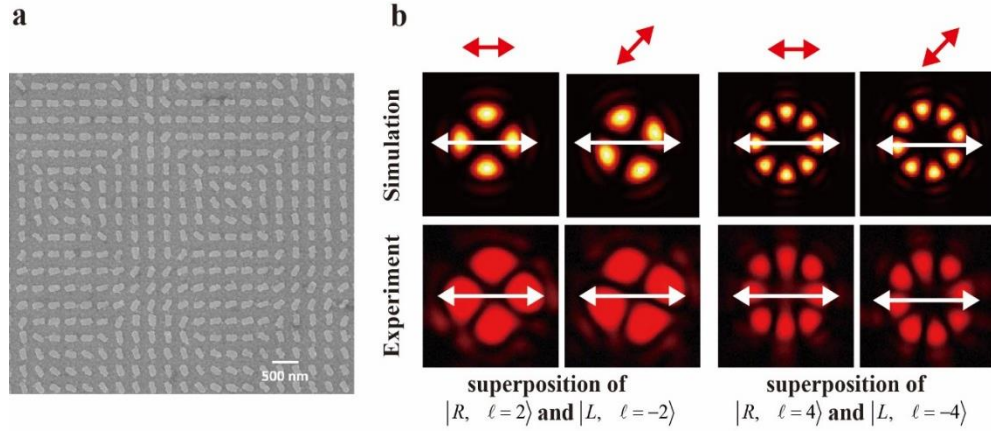 a
b
Simulation
Experiment
500 nm
superposition of
|R, ℓ = 2⟩ and |L, ℓ = −2⟩
superposition of
|R, ℓ = 4⟩ and |L, ℓ = −4⟩